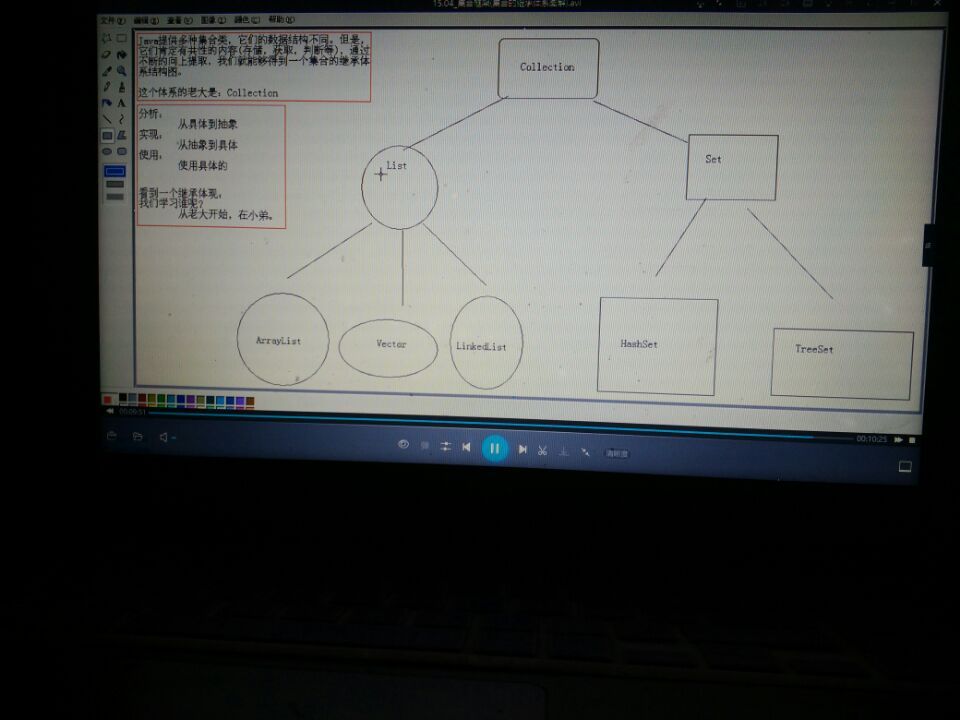 15.04_集合框架(集合的继承体系图解).avi
文件(F) 编辑(E) 查看(V) 图像(I) 颜色(C) 帮助(H)
Java提供多种集合类，它们的数据结构不同，但是，
它们肯定有共性的内容(存储，获取，判断等)，通过
不断的向上提取，我们就能够得到一个集合的继承体
系结构图。
这个体系的老大是：Collection
分析：
从具体到抽象
实现：
从抽象到具体
使用：
使用具体的
看到一个继承体现，
我们学习谁呢？
从老大开始，在小弟。
Collection
List
Set
ArrayList
Vector
LinkedList
HashSet
TreeSet
00:09:51
00:10:25
清晰度